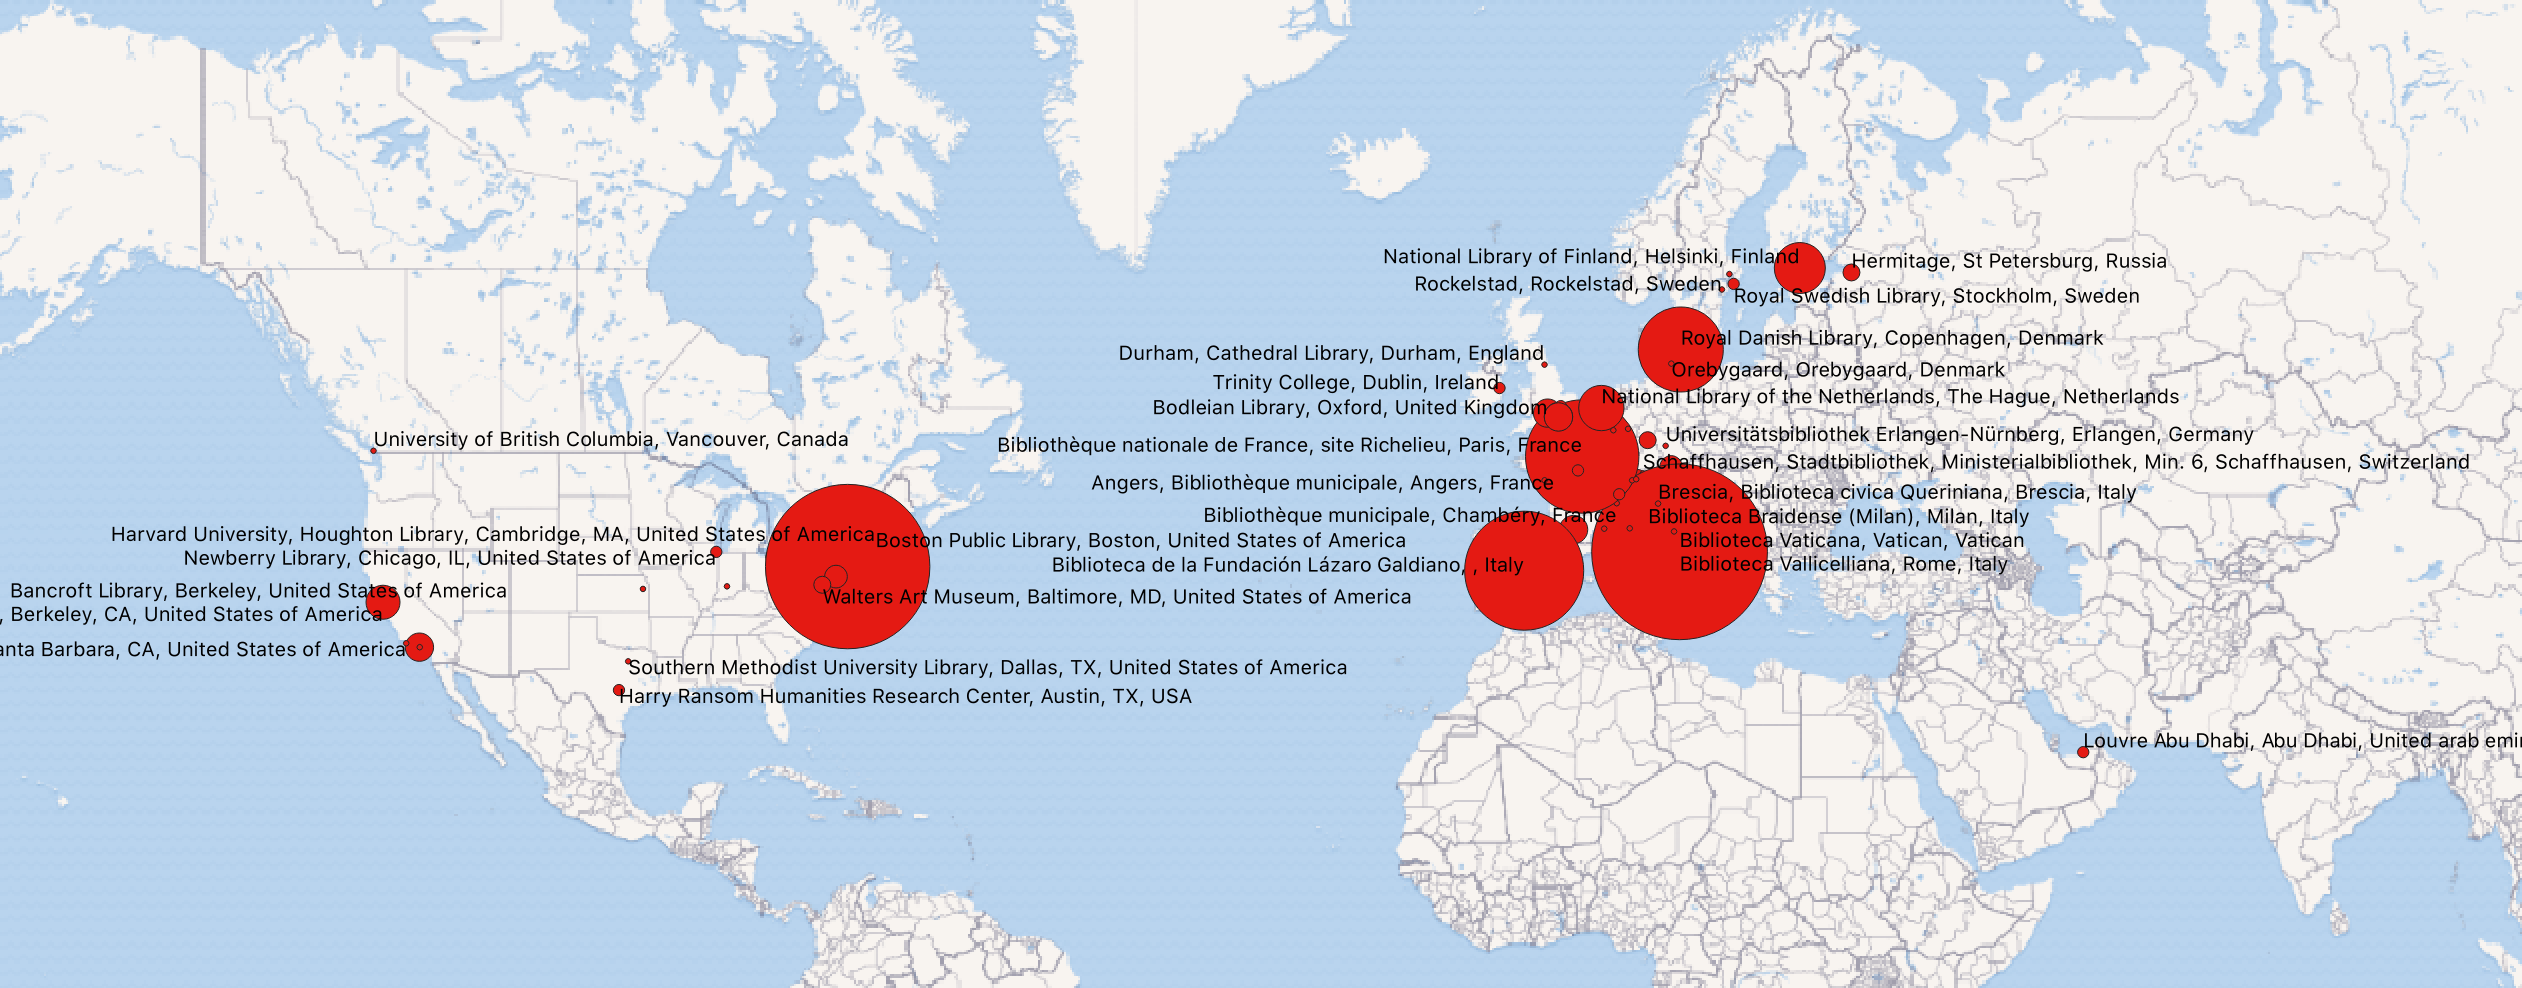 National Library of Finland, Helsinki, Finland
Hermitage, St Petersburg, Russia
Rockelstad, Rockelstad, Sweden
Royal Swedish Library, Stockholm, Sweden
Royal Danish Library, Copenhagen, Denmark
Durham, Cathedral Library, Durham, England
Orebygaard, Orebygaard, Denmark
Trinity College, Dublin, Ireland
National Library of the Netherlands, The Hague, Netherlands
Bodleian Library, Oxford, United Kingdom
University of British Columbia, Vancouver, Canada
Universitätsbibliothek Erlangen-Nürnberg, Erlangen, Germany
Bibliothèque nationale de France, site Richelieu, Paris, France
Schaffhausen, Stadtbibliothek, Ministerialbibliothek, Min. 6, Schaffhausen, Switzerland
Angers, Bibliothèque municipale, Angers, France
Brescia, Biblioteca civica Queriniana, Brescia, Italy
Bibliothèque municipale, Chambéry, France
Biblioteca Braidense (Milan), Milan, Italy
Harvard University, Houghton Library, Cambridge, MA, United States of America
Boston Public Library, Boston, United States of America
Biblioteca Vaticana, Vatican, Vatican
Newberry Library, Chicago, IL, United States of America
Biblioteca de la Fundación Lázaro Galdiano, , Italy
Biblioteca Vallicelliana, Rome, Italy
Bancroft Library, Berkeley, United States of America
Walters Art Museum, Baltimore, MD, United States of America
, Berkeley, CA, United States of America
anta Barbara, CA, United States of America
Southern Methodist University Library, Dallas, TX, United States of America
Harry Ransom Humanities Research Center, Austin, TX, USA
Louvre Abu Dhabi, Abu Dhabi, United arab emi